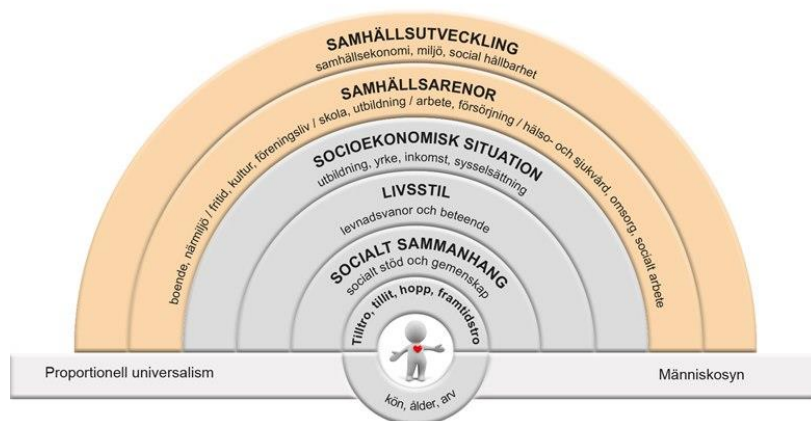 SAMHÄLLSUTVECKLING
samhällsekonomi, miljö, social hållbarhet
SAMHÄLLSARENOR
boende, närmiljö / fritid, kultur, föreningsliv / skola, utbildning / arbete, försörjning / hälso- och sjukvård, omsorg, socialt arbete
SOCIOEKONOMISK SITUATION
utbildning, yrke, inkomst, sysselsättning
LIVSSTIL
levnadsvanor och beteende
SOCIALT SAMMANHANG
socialt stöd och gemenskap
Tilltro, tillit, hopp, framtidstro
Proportionell universalism
Människosyn
kön, ålder, arv